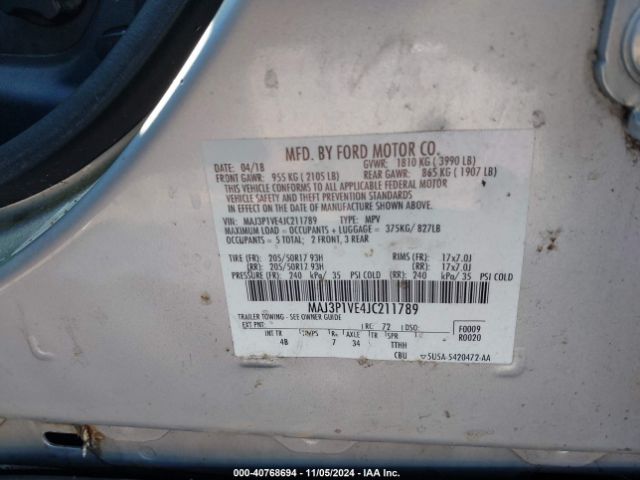 MFD. BY FORD MOTOR CO.
DATE: 04/18 GVWR: 1810 KG ( 3990 LB)
FRONT GAWR: 955 KG ( 2105 LB) REAR GAWR: 865 KG ( 1907 LB)
THIS VEHICLE CONFORMS TO ALL APPLICABLE FEDERAL MOTOR
VEHICLE SAFETY AND THEFT PREVENTION STANDARDS
IN EFFECT ON THE DATE OF MANUFACTURE SHOWN ABOVE.
VIN: MAJ3P1VE4JC211789 TYPE: MPV
MAXIMUM LOAD = OCCUPANTS + LUGGAGE = 375KG/ 827LB
OCCUPANTS = 5 TOTAL; 2 FRONT, 3 REAR
TIRE (FR): 205/50R17 93H RIMS (FR): 17x7.0J
(RR): 205/50R17 93H (RR): 17x7.0J
PRESSURE (FR): 240 kPa/ 35 PSI COLD (RR): 240 kPa/ 35 PSI COLD
MAJ3P1VE4JC211789
TRAILER TOWING - SEE OWNER GUIDE
EXT PNT: RC: 72 DSO: F0009
R0020
INT TR R AXLE TR SPR
4B 7 34 TTHH
CBU 5U5A-S420472-AA
000-40768694 - 11/05/2024 - IAA Inc.